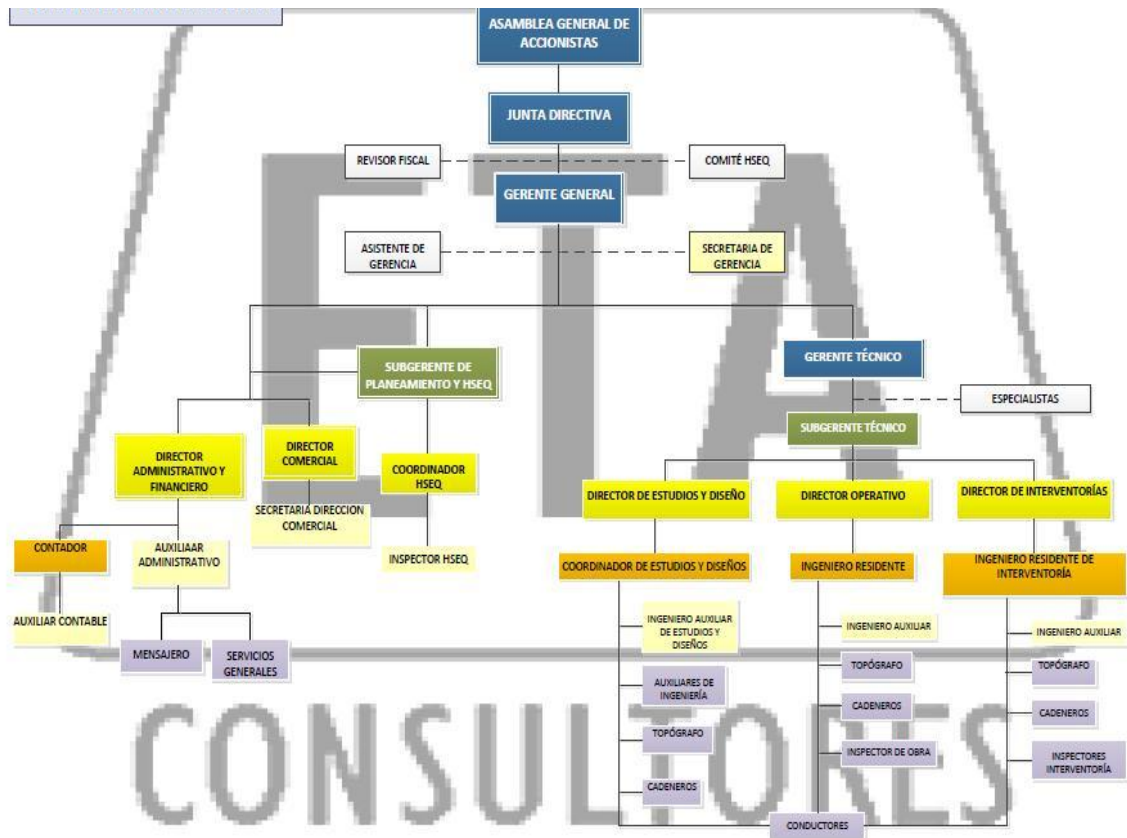 ASAMBLEA GENERAL DE
ACCIONISTAS
JUNTA DIRECTIVA
REVISOR FISCAL
COMITÉ HSEQ
GERENTE GENERAL
ASISTENTE DE
GERENCIA
SECRETARIA DE
GERENCIA
SUBGERENTE DE
PLANEAMIENTO Y HSEQ
GERENTE TÉCNICO
ESPECIALISTAS
SUBGERENTE TÉCNICO
DIRECTOR
ADMINISTRATIVO Y
FINANCIERO
DIRECTOR
COMERCIAL
COORDINADOR
HSEQ
DIRECTOR DE ESTUDIOS Y DISEÑO
DIRECTOR OPERATIVO
DIRECTOR DE INTERVENTORÍAS
SECRETARIA DIRECCION
COMERCIAL
CONTADOR
AUXILIAAR
ADMINISTRATIVO
INSPECTOR HSEQ
COORDINADOR DE ESTUDIOS Y DISEÑOS
INGENIERO RESIDENTE
INGENIERO RESIDENTE DE
INTERVENTORÍA
AUXILIAR CONTABLE
MENSAJERO
SERVICIOS
GENERALES
INGENIERO AUXILIAR
DE ESTUDIOS Y
DISEÑOS
AUXILIARES DE
INGENIERÍA
TOPÓGRAFO
CADENEROS
INGENIERO AUXILIAR
TOPÓGRAFO
CADENEROS
INSPECTOR DE OBRA
INGENIERO AUXILIAR
TOPÓGRAFO
CADENEROS
INSPECTORES
INTERVENTORÍA
CONDUCTORES
ETA
CONSULTORES